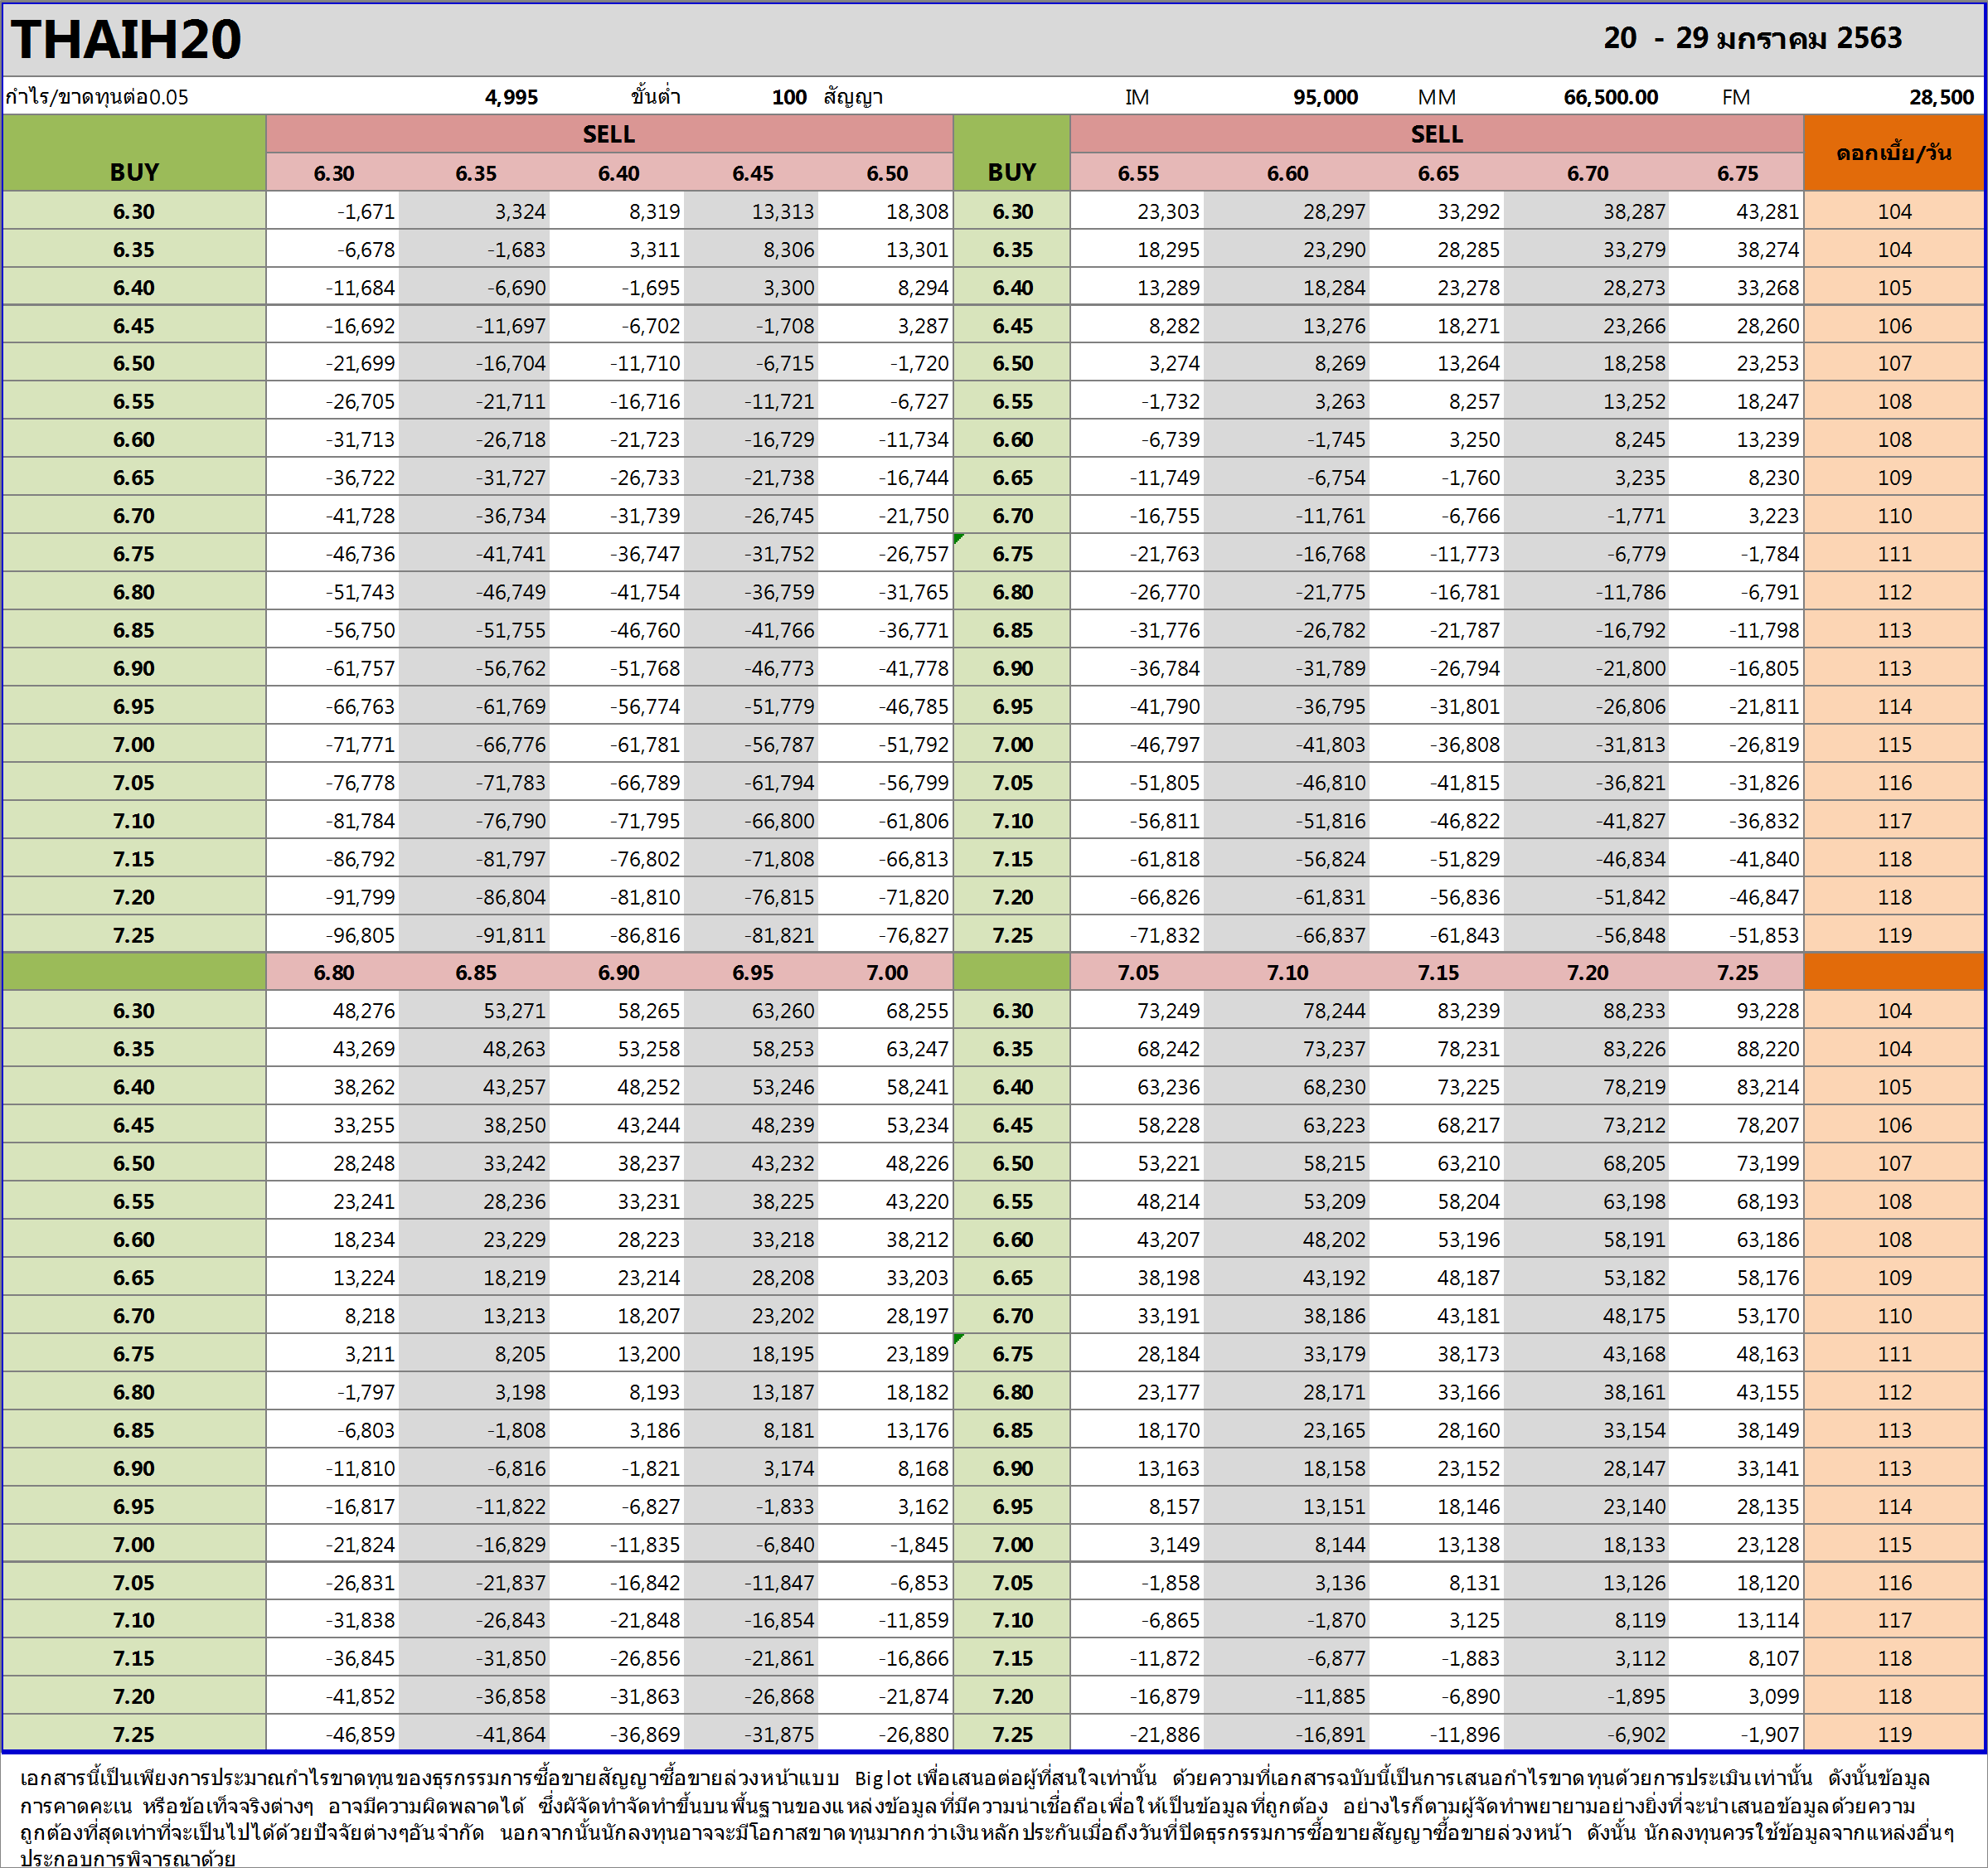 THAIH20 20 - 29 มกราคม 2563
กำไร/ขาดทุนต่อ0.05 4,995 ขั้นต่ำ 100 สัญญา IM 95,000 MM 66,500.00 FM 28,500
SELL SELL
BUY 6.30 6.35 6.40 6.45 6.50 BUY 6.55 6.60 6.65 6.70 6.75 ดอกเบี้ย/วัน
6.30 -1,671 3,324 8,319 13,313 18,308 6.30 23,303 28,297 33,292 38,287 43,281 104
6.35 -6,678 -1,683 3,311 8,306 13,301 6.35 18,295 23,290 28,285 33,279 38,274 104
6.40 -11,684 -6,690 -1,695 3,300 8,294 6.40 13,289 18,284 23,278 28,273 33,268 105
6.45 -16,692 -11,697 -6,702 -1,708 3,287 6.45 8,282 13,276 18,271 23,266 28,260 106
6.50 -21,699 -16,704 -11,710 -6,715 -1,720 6.50 3,274 8,269 13,264 18,258 23,253 107
6.55 -26,705 -21,711 -16,716 -11,721 -6,727 6.55 -1,732 3,263 8,257 13,252 18,247 108
6.60 -31,713 -26,718 -21,723 -16,729 -11,734 6.60 -6,739 -1,745 3,250 8,245 13,239 108
6.65 -36,722 -31,727 -26,733 -21,738 -16,744 6.65 -11,749 -6,754 -1,760 3,235 8,230 109
6.70 -41,728 -36,734 -31,739 -26,745 -21,750 6.70 -16,755 -11,761 -6,766 -1,771 3,223 110
6.75 -46,736 -41,741 -36,747 -31,752 -26,757 6.75 -21,763 -16,768 -11,773 -6,779 -1,784 111
6.80 -51,743 -46,749 -41,754 -36,759 -31,765 6.80 -26,770 -21,775 -16,781 -11,786 -6,791 112
6.85 -56,750 -51,755 -46,760 -41,766 -36,771 6.85 -31,776 -26,782 -21,787 -16,792 -11,798 113
6.90 -61,757 -56,762 -51,768 -46,773 -41,778 6.90 -36,784 -31,789 -26,794 -21,800 -16,805 113
6.95 -66,763 -61,769 -56,774 -51,779 -46,785 6.95 -41,790 -36,795 -31,801 -26,806 -21,811 114
7.00 -71,771 -66,776 -61,781 -56,787 -51,792 7.00 -46,797 -41,803 -36,808 -31,813 -26,819 115
7.05 -76,778 -71,783 -66,789 -61,794 -56,799 7.05 -51,805 -46,810 -41,815 -36,821 -31,826 116
7.10 -81,784 -76,790 -71,795 -66,800 -61,806 7.10 -56,811 -51,816 -46,822 -41,827 -36,832 117
7.15 -86,792 -81,797 -76,802 -71,808 -66,813 7.15 -61,818 -56,824 -51,829 -46,834 -41,840 118
7.20 -91,799 -86,804 -81,810 -76,815 -71,820 7.20 -66,826 -61,831 -56,836 -51,842 -46,847 118
7.25 -96,805 -91,811 -86,816 -81,821 -76,827 7.25 -71,832 -66,837 -61,843 -56,848 -51,853 119
6.80 6.85 6.90 6.95 7.00 7.05 7.10 7.15 7.20 7.25
6.30 48,276 53,271 58,265 63,260 68,255 6.30 73,249 78,244 83,239 88,233 93,228 104
6.35 43,269 48,263 53,258 58,253 63,247 6.35 68,242 73,237 78,231 83,226 88,220 104
6.40 38,262 43,257 48,252 53,246 58,241 6.40 63,236 68,230 73,225 78,219 83,214 105
6.45 33,255 38,250 43,244 48,239 53,234 6.45 58,228 63,223 68,217 73,212 78,207 106
6.50 28,248 33,242 38,237 43,232 48,226 6.50 53,221 58,215 63,210 68,205 73,199 107
6.55 23,241 28,236 33,231 38,225 43,220 6.55 48,214 53,209 58,204 63,198 68,193 108
6.60 18,234 23,229 28,223 33,218 38,212 6.60 43,207 48,202 53,196 58,191 63,186 108
6.65 13,224 18,219 23,214 28,208 33,203 6.65 38,198 43,192 48,187 53,182 58,176 109
6.70 8,218 13,213 18,207 23,202 28,197 6.70 33,191 38,186 43,181 48,175 53,170 110
6.75 3,211 8,205 13,200 18,195 23,189 6.75 28,184 33,179 38,173 43,168 48,163 111
6.80 -1,797 3,198 8,193 13,187 18,182 6.80 23,177 28,171 33,166 38,161 43,155 112
6.85 -6,803 -1,808 3,186 8,181 13,176 6.85 18,170 23,165 28,160 33,154 38,149 113
6.90 -11,810 -6,816 -1,821 3,174 8,168 6.90 13,163 18,158 23,152 28,147 33,141 113
6.95 -16,817 -11,822 -6,827 -1,833 3,162 6.95 8,157 13,151 18,146 23,140 28,135 114
7.00 -21,824 -16,829 -11,835 -6,840 -1,845 7.00 3,149 8,144 13,138 18,133 23,128 115
7.05 -26,831 -21,837 -16,842 -11,847 -6,853 7.05 -1,858 3,136 8,131 13,126 18,120 116
7.10 -31,838 -26,843 -21,848 -16,854 -11,859 7.10 -6,865 -1,870 3,125 8,119 13,114 117
7.15 -36,845 -31,850 -26,856 -21,861 -16,866 7.15 -11,872 -6,877 -1,883 3,112 8,107 118
7.20 -41,852 -36,858 -31,863 -26,868 -21,874 7.20 -16,879 -11,885 -6,890 -1,895 3,099 118
7.25 -46,859 -41,864 -36,869 -31,875 -26,880 7.25 -21,886 -16,891 -11,896 -6,902 -1,907 119
เอกสารนี้เป็นเพียงการประมาณกำไรขาดทุนของธุรกรรมการซื้อขายสัญญาซื้อขายล่วงหน้าแบบ Biglotเพื่อเสนอต่อผู้ที่สนใจเท่านั้น ด้วยความที่เอกสารฉบับนี้เป็นการเสนอกำไรขาดทุนด้วยการประเมินเท่านั้น ดังนั้นข้อมูล
การคาดคะเน หรือข้อเท็จจริงต่างๆ อาจมีความผิดพลาดได้ ซึ่งผัจัดทำจัดทำขึ้นบนพื้นฐานของแหล่งข้อมูลที่มีความน่าเชื่อถือเพื่อให้เป็นข้อมูลที่ถูกต้อง อย่างไรก็ตามผู้จัดทำพยายามอย่างยิ่งที่จะนำเสนอข้อมูลด้วยความ
ถูกต้องที่สุดเท่าที่จะเป็นไปได้ด้วยปัจจัยต่างๆอันจำกัด นอกจากนั้นนักลงทุนอาจจะมีโอกาสขาดทุนมากกว่าเงินหลักประกันเมื่อถึงวันที่ปิดธุรกรรมการซื้อขายสัญญาซื้อขายล่วงหน้า ดังนั้น นักลงทุนควรใช้ข้อมูลจากแหล่งอื่นๆ
ประกอบการพิจารณาด้วย